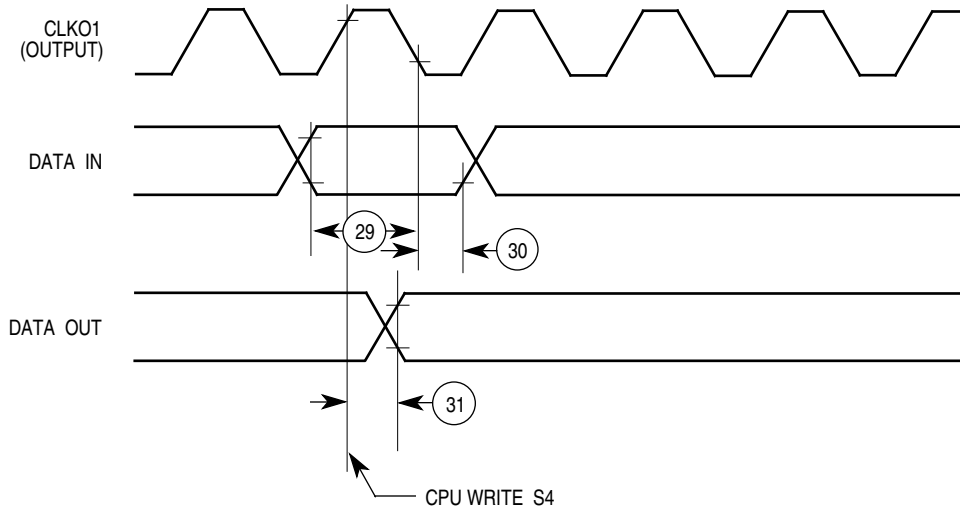 CLKO1
(OUTPUT)
DATA IN
29
30
DATA OUT
31
CPU WRITE S4